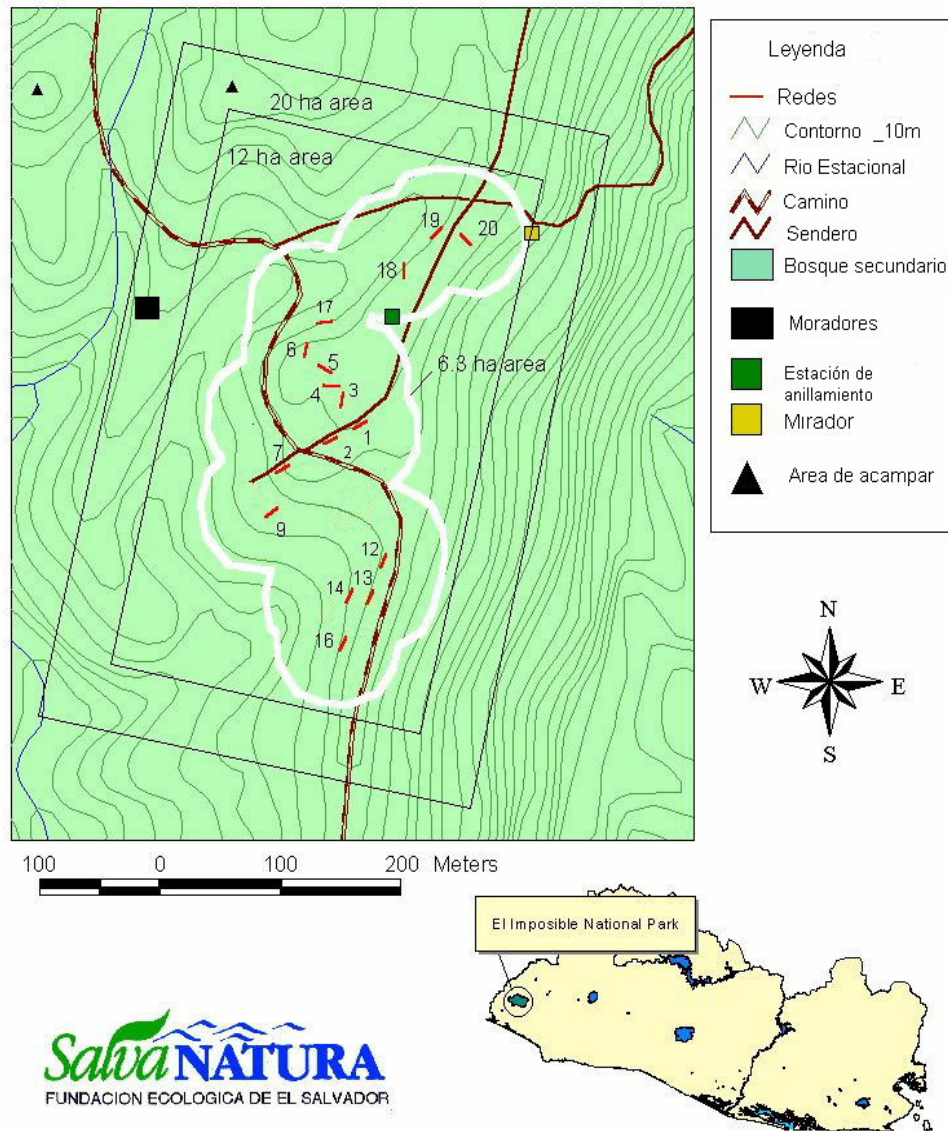 20 ha area
12 ha area
19
20
18
17
6
5
6.3 ha area
4
3
1
2
7
9
12
14
13
16
Leyenda
Redes
Contorno _10m
Rio Estacional
Camino
Sendero
Bosque secundario
Moradores
Estación de
anillamiento
Mirador
Area de acampar
N
W
E
S
100 0 100 200 Meters
El Imposible National Park
SalvaNATURA
FUNDACION ECOLOGICA DE EL SALVADOR